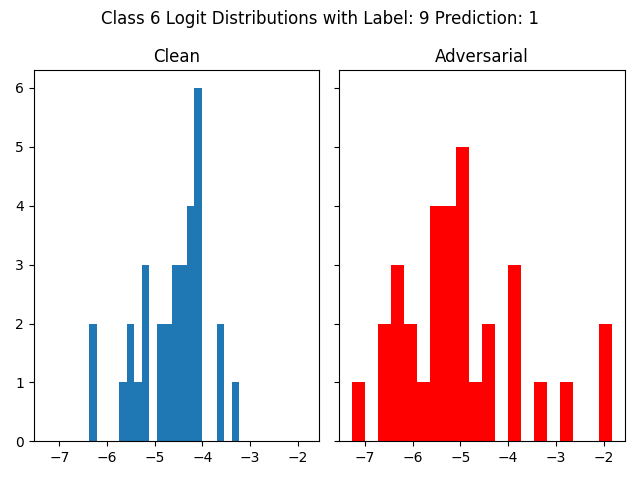 Class 6 Logit Distributions with Label: 9 Prediction: 1
Clean
Adversarial
6
5
4
3
2
1
0
−7 −6 −5 −4 −3 −2
−7 −6 −5 −4 −3 −2